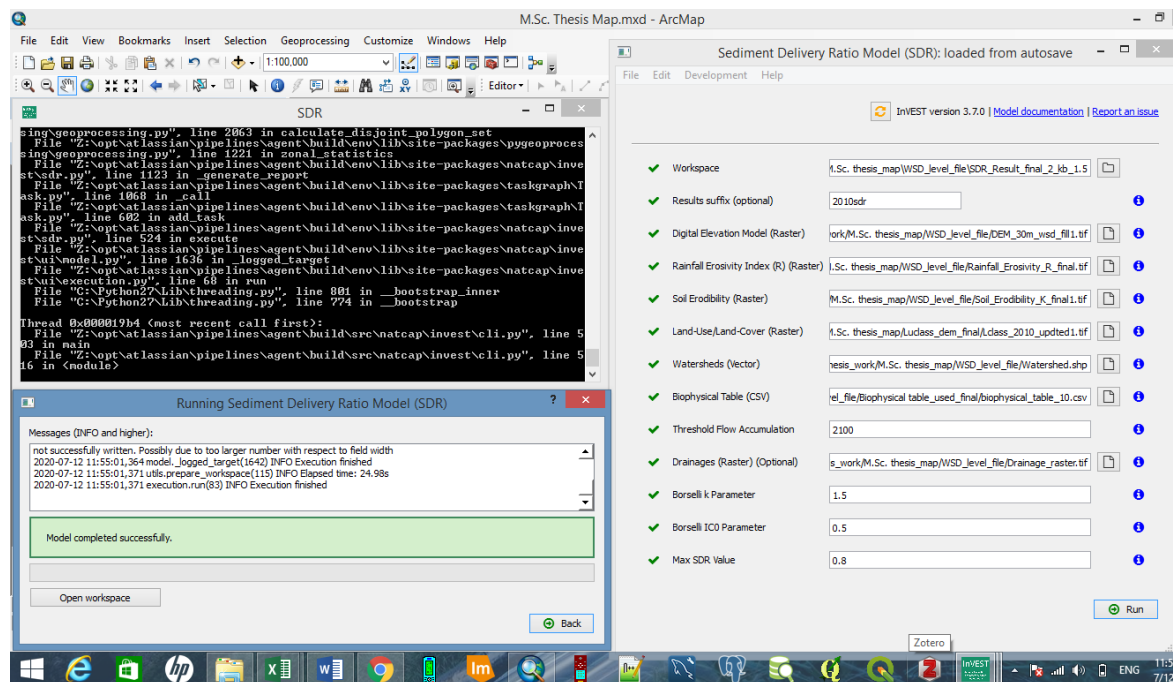 M.Sc. Thesis Map.mxd - ArcMap
File Edit View Bookmarks Insert Selection Geoprocessing Customize Windows Help
1:100.000
Editor
SDR
sing\geoprocessing.py", line 2063 in calculate_disjoint_polygon_set
File "Z:\opt\atlassian\pipelines\agent\build\env\lib\site-packages\pygeoproces
sing\geoprocessing.py", line 1221 in zonal_statistics
File "Z:\opt\atlassian\pipelines\agent\build\env\lib\site-packages\natcap\inve
st\sdr.py", line 1123 in _generate_report
File "Z:\opt\atlassian\pipelines\agent\build\env\lib\site-packages\taskgraph\T
ask.py", line 1068 in _call
File "Z:\opt\atlassian\pipelines\agent\build\env\lib\site-packages\taskgraph\T
ask.py", line 602 in add_task
File "Z:\opt\atlassian\pipelines\agent\build\env\lib\site-packages\natcap\inve
st\sdr.py", line 524 in execute
File "Z:\opt\atlassian\pipelines\agent\build\env\lib\site-packages\natcap\inve
st\ui\model.py", line 1636 in _logged_target
File "Z:\opt\atlassian\pipelines\agent\build\env\lib\site-packages\natcap\inve
st\ui\execution.py", line 68 in run
File "C:\Python27\Lib\threading.py", line 801 in __bootstrap_inner
File "C:\Python27\Lib\threading.py", line 774 in __bootstrap
Thread 0x000019b4 (most recent call first):
File "Z:\opt\atlassian\pipelines\agent\build\src\natcap\invest\cli.py", line 5
03 in main
File "Z:\opt\atlassian\pipelines\agent\build\src\natcap\invest\cli.py", line 5
16 in <module>
Running Sediment Delivery Ratio Model (SDR)
? ×
Messages (INFO and higher):
not successfully written. Possibly due to too larger number with respect to field width
2020-07-12 11:55:01,364 model._logged_target(1642) INFO Execution finished
2020-07-12 11:55:01,371 utils.prepare_workspace(115) INFO Elapsed time: 24.98s
2020-07-12 11:55:01,371 execution.run(83) INFO Execution finished
Model completed successfully.
Open workspace
Back
Sediment Delivery Ratio Model (SDR): loaded from autosave
File Edit Development Help
InVEST version 3.7.0 | Model documentation | Report an issue
Workspace
1.Sc. thesis_map\WSD_level_file\SDR_Result_final_2_kb_1.5
Results suffix (optional)
2010sdr
Digital Elevation Model (Raster)
ork/M.Sc. thesis_map/WSD_level_file/DEM_30m_wsd_fill1.tif
Rainfall Erosivity Index (R) (Raster)
.Sc. thesis_map/WSD_level_file/Rainfall_Erosivity_R_final.tif
Soil Erodibility (Raster)
M.Sc. thesis_map/WSD_level_file/Soil_Erodibility_K_final1.tif
Land-Use/Land-Cover (Raster)
1.Sc. thesis_map/Luclass_dem_final/Lclass_2010_updted1.tif
Watersheds (Vector)
hesis_work/M.Sc. thesis_map/WSD_level_file/Watershed.shp
Biophysical Table (CSV)
el_file/Biophysical table_used_final/biophysical_table_10.csv
Threshold Flow Accumulation
2100
Drainages (Raster) (Optional)
s_work/M.Sc. thesis_map/WSD_level_file/Drainage_raster.tif
Borselli k Parameter
1.5
Borselli IC0 Parameter
0.5
Max SDR Value
0.8
Run
Zotero
hp
Im
InVEST
ENG